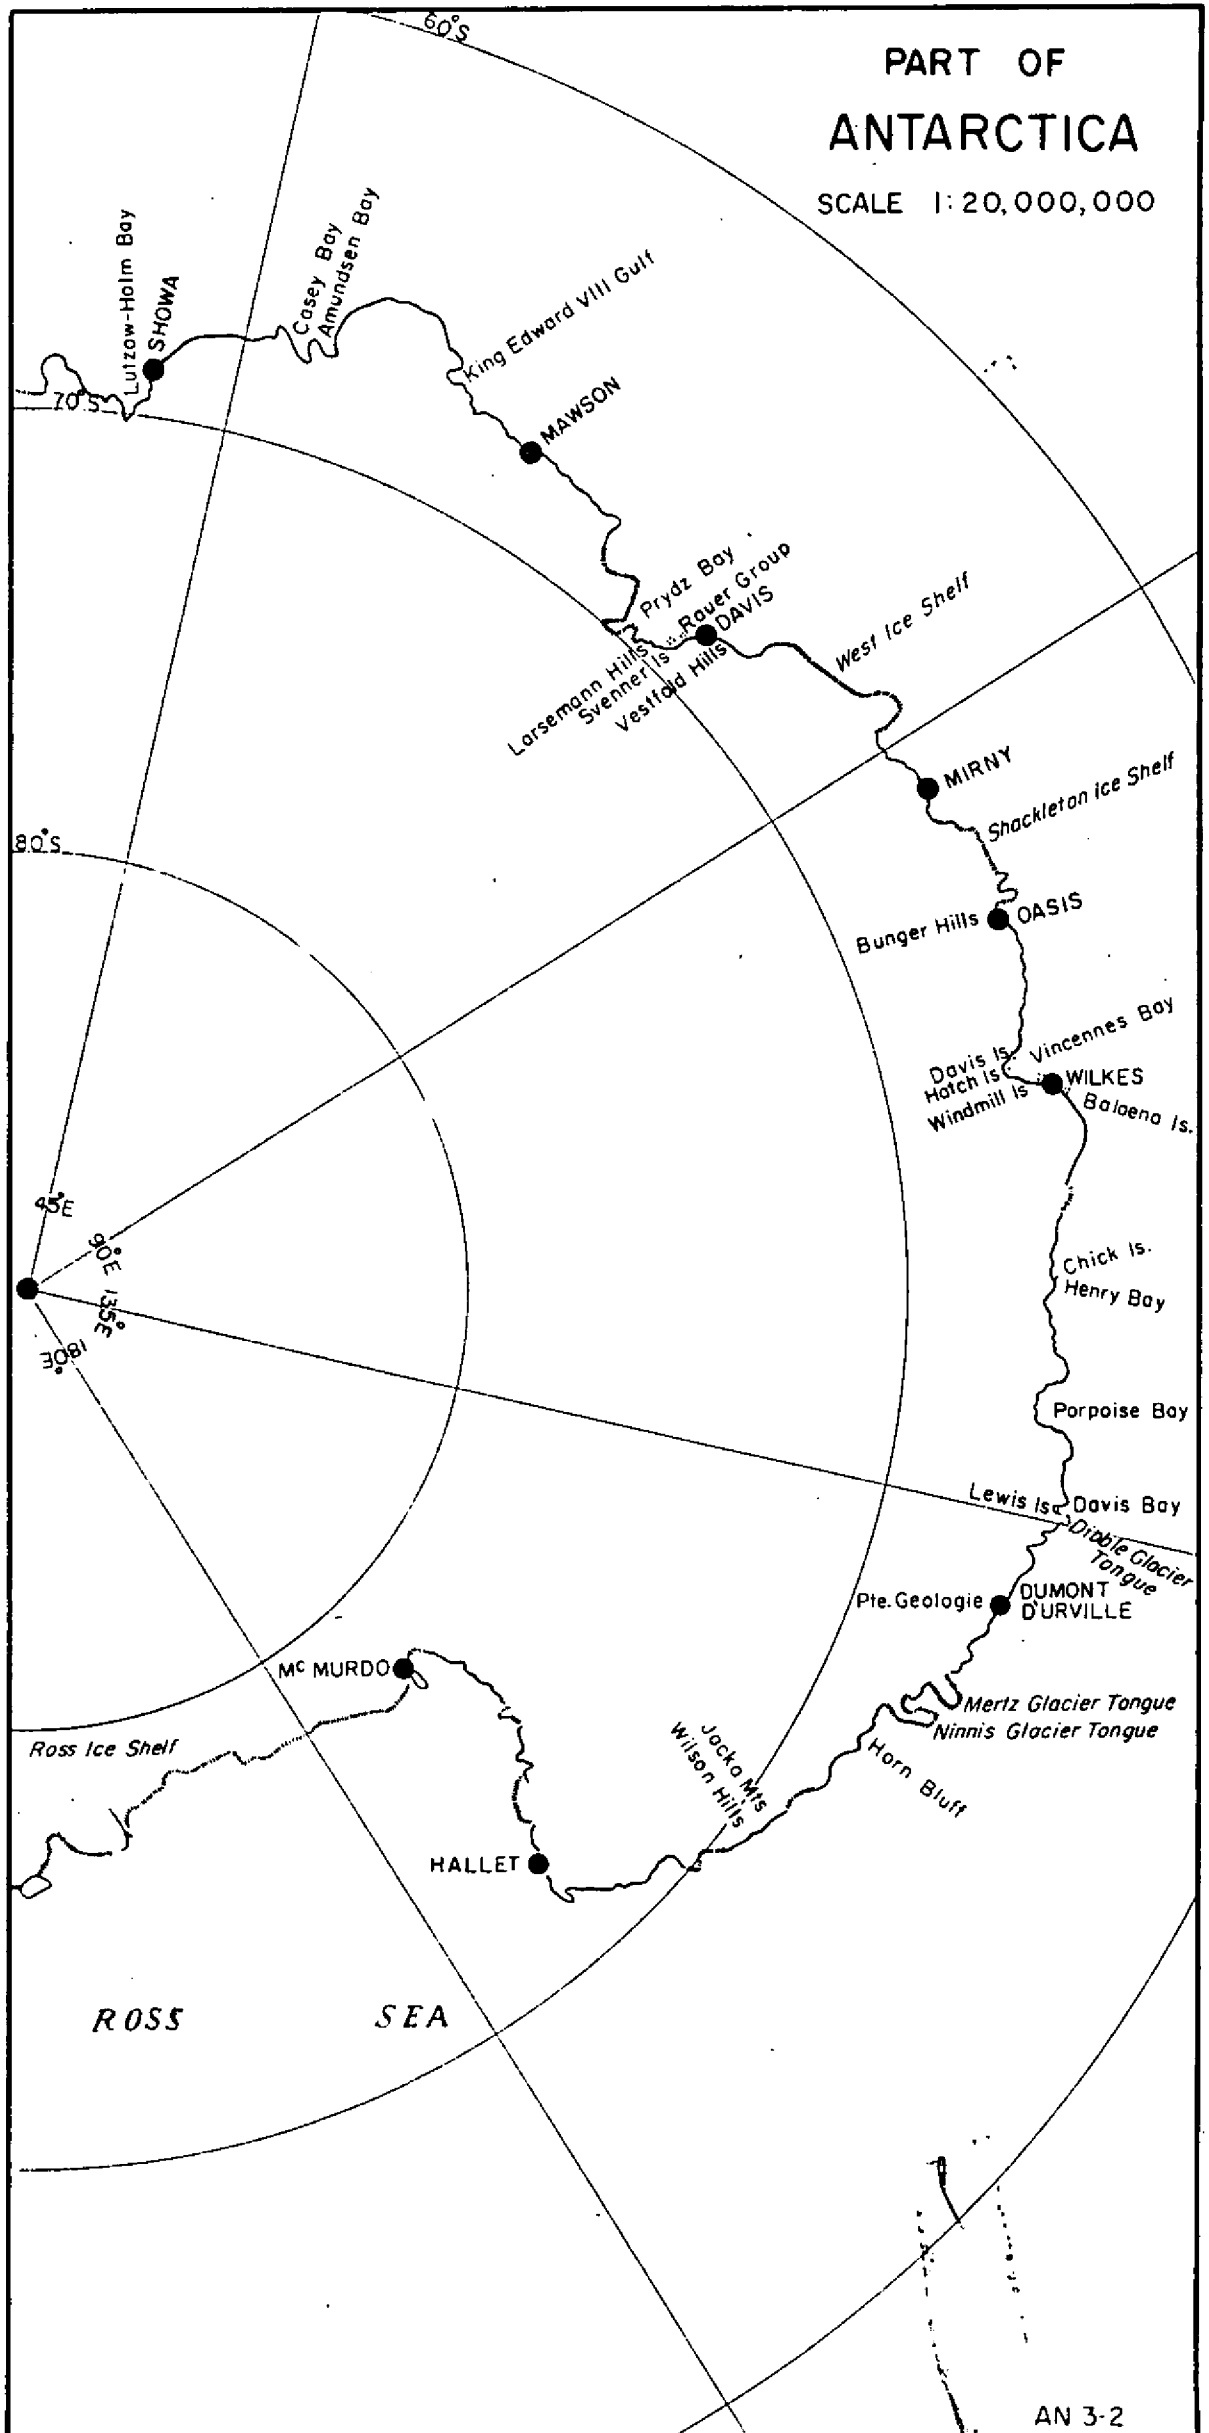 60°S
PART OF
ANTARCTICA
SCALE 1:20,000,000
Lutzow-Holm Bay
SHOWA
Casey Bay
Amundsen Bay
King Edward VIII Gulf
70°S
MAWSON
Prydz Bay
Rauer Group
DAVIS
West Ice Shelf
Larsemann Hills
Svenner Is
Vestfold Hills
MIRNY
Shackleton Ice Shelf
80°S
Bunger Hills
OASIS
Vincennes Bay
Davis Is.
Hatch Is
Windmill Is
WILKES
Balaena Is.
45°E
90°E
135°E
180°E
Chick Is.
Henry Bay
Porpoise Bay
Lewis Is
Davis Bay
Dibble Glacier
Tongue
Pte. Geologie
DUMONT
D'URVILLE
Mc MURDO
Mertz Glacier Tongue
Ninnis Glacier Tongue
Ross Ice Shelf
Horn Bluff
Jacka Mts
Wilson Hills
HALLET
ROSS SEA
AN 3-2